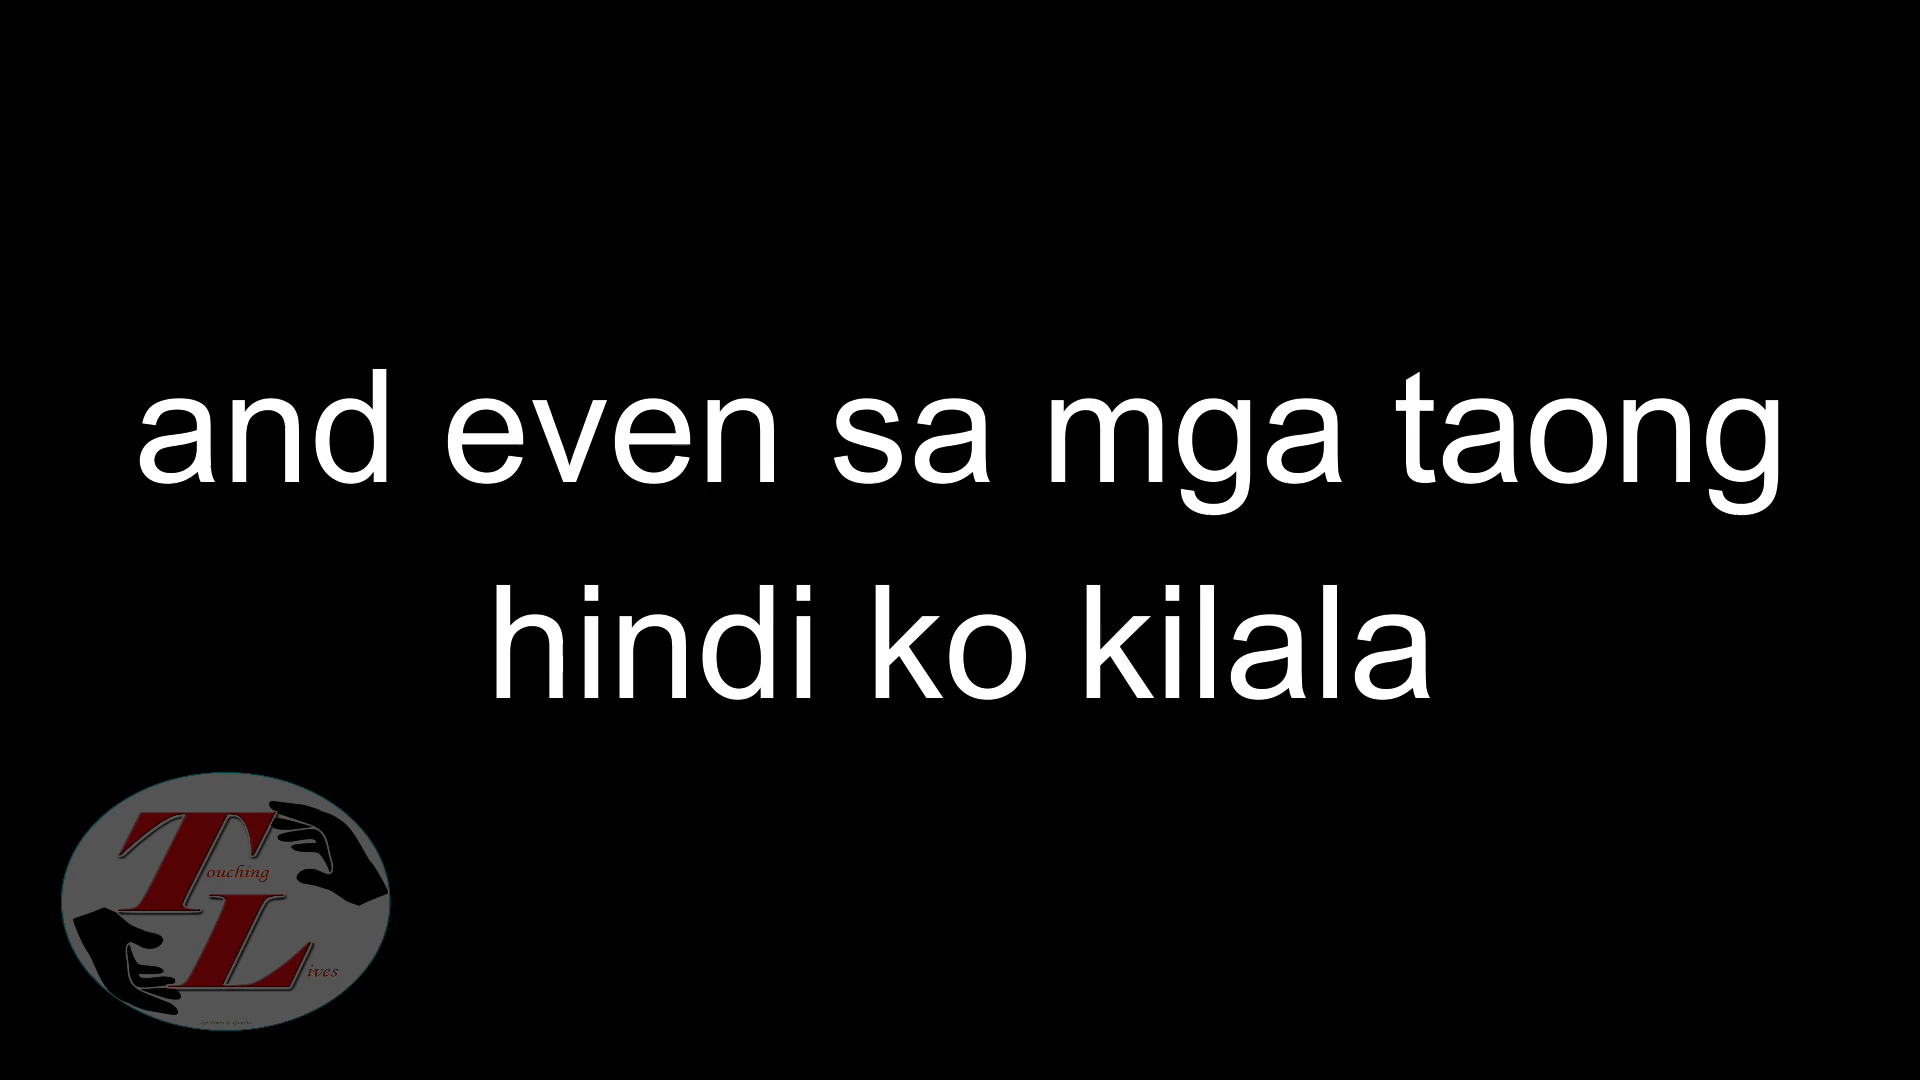 and even sa mga taong
hindi ko kilala
Touching
Lives